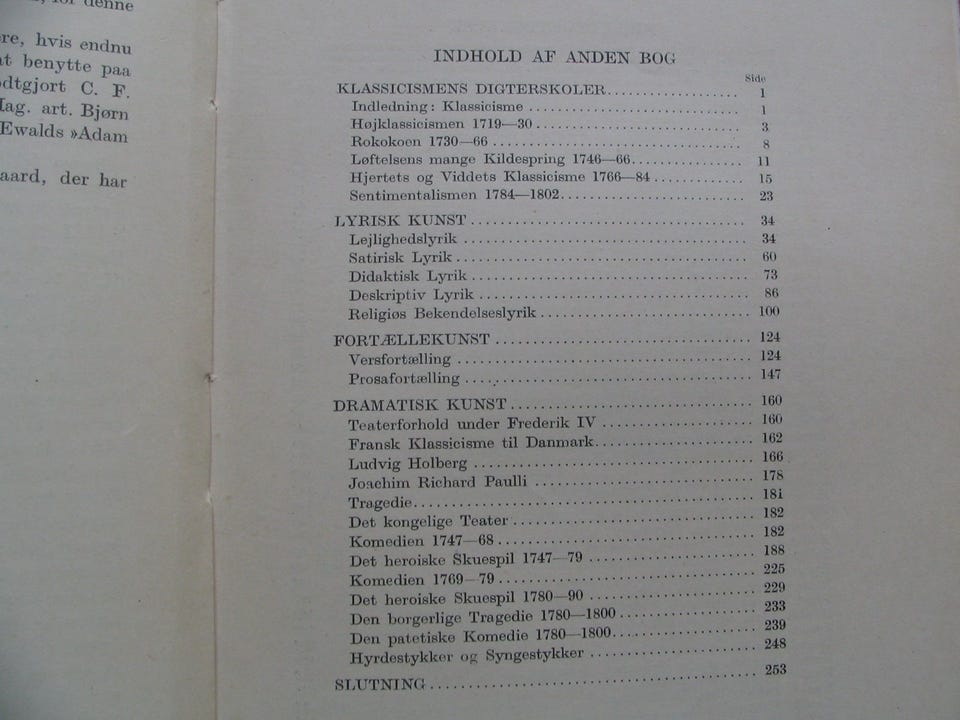 for denne
re, hvis endnu
at benytte paa
dtgjort C. F.
ag. art. Bjørn
Ewalds »Adam
aard, der har
INDHOLD AF ANDEN BOG
Side
KLASSICISMENS DIGTERSKOLER 1
Indledning: Klassicisme 1
Højklassicismen 1719—30 3
Rokokoen 1730—66 8
Løftelsens mange Kildespring 1746—66 11
Hjertets og Viddets Klassicisme 1766—84 15
Sentimentalismen 1784—1802 23
LYRISK KUNST 34
Lejlighedslyrik 34
Satirisk Lyrik 60
Didaktisk Lyrik 73
Deskriptiv Lyrik 86
Religiøs Bekendelseslyrik 100
FORTÆLLEKUNST 124
Versfortælling 124
Prosafortælling 147
DRAMATISK KUNST 160
Teaterforhold under Frederik IV 160
Fransk Klassicisme til Danmark 162
Ludvig Holberg 166
Joachim Richard Paulli 178
Tragedie 181
Det kongelige Teater 182
Komedien 1747—68 182
Det heroiske Skuespil 1747—79 188
Komedien 1769—79 225
Det heroiske Skuespil 1780—90 229
Den borgerlige Tragedie 1780—1800 233
Den patetiske Komedie 1780—1800 239
Hyrdestykker og Syngestykker 248
SLUTNING 253